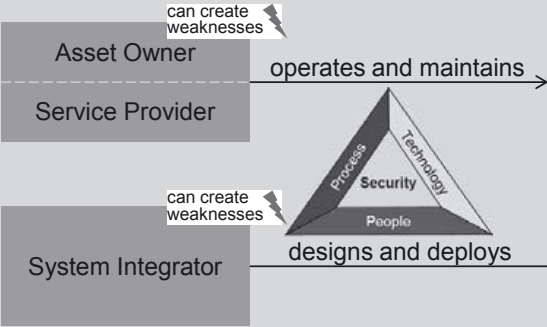 can create
weaknesses
Asset Owner
operates and maintains
Service Provider
Process
Technology
Security
People
can create
weaknesses
designs and deploys
System Integrator